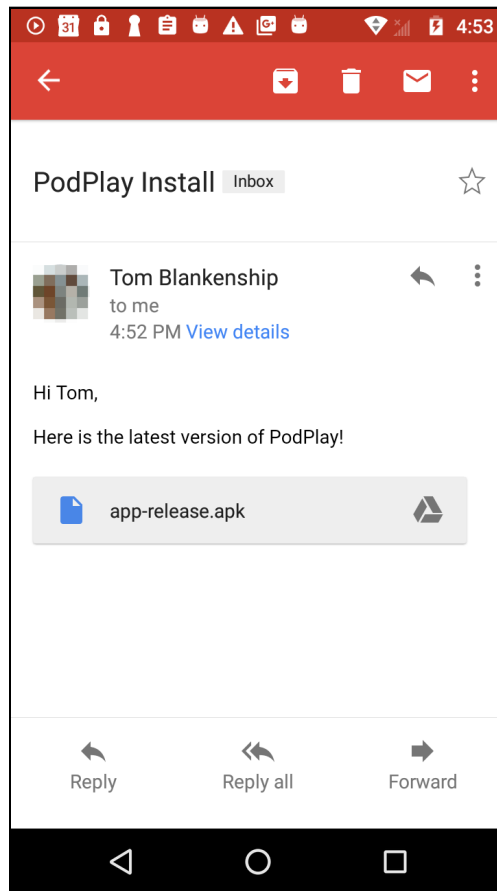 31 G+ 4:53
PodPlay Install Inbox
Tom Blankenship
to me
4:52 PM View details
Hi Tom,
Here is the latest version of PodPlay!
app-release.apk
Reply Reply all Forward